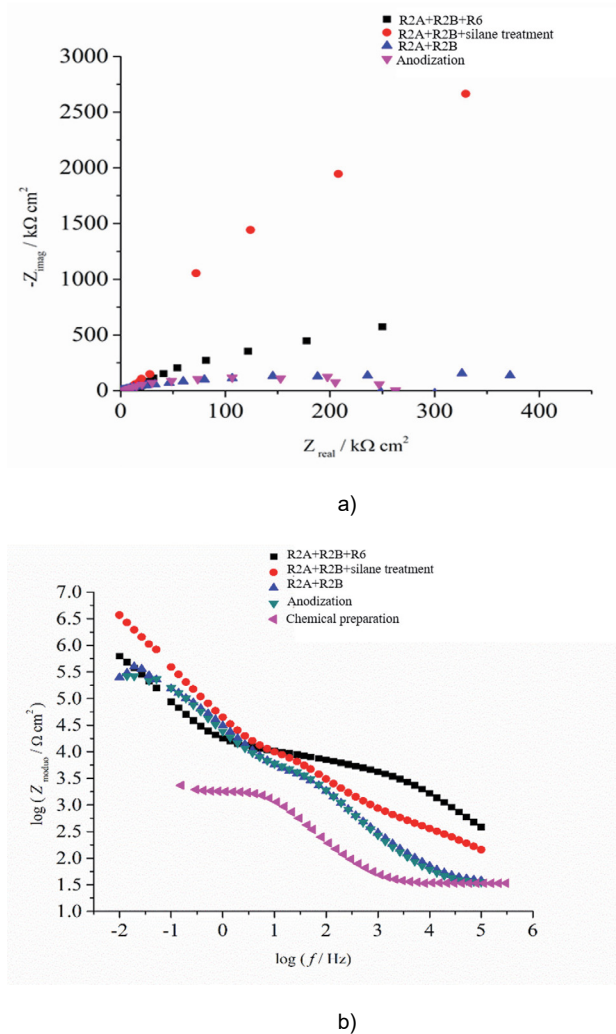 R2A+R2B+R6
R2A+R2B+silane treatment
R2A+R2B
Anodization
3000
2500
2000
1500
1000
500
0
0 100 200 300 400
-Z imag / kΩ cm²
Z real / kΩ cm²
a)
R2A+R2B+R6
R2A+R2B+silane treatment
R2A+R2B
Anodization
Chemical preparation
7.0
6.5
6.0
5.5
5.0
4.5
4.0
3.5
3.0
2.5
2.0
1.5
1.0
-2 -1 0 1 2 3 4 5 6
log (Z moduo / Ω cm²)
log (f / Hz)
b)